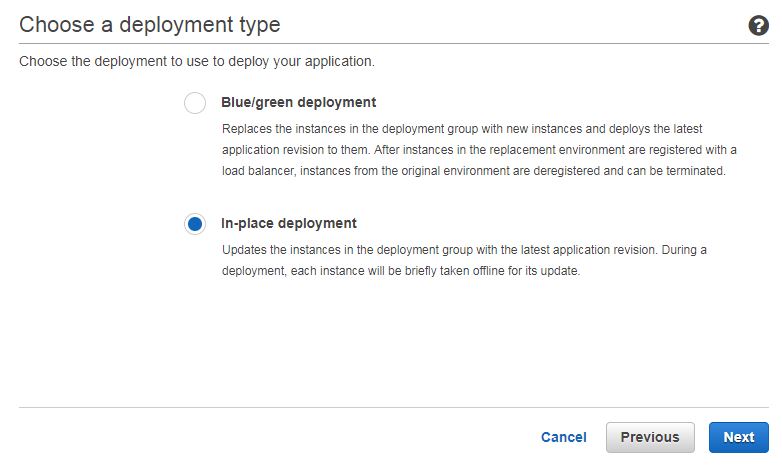 Choose a deployment type
?
Choose the deployment to use to deploy your application.
Blue/green deployment
Replaces the instances in the deployment group with new instances and deploys the latest
application revision to them. After instances in the replacement environment are registered with a
load balancer, instances from the original environment are deregistered and can be terminated.
In-place deployment
Updates the instances in the deployment group with the latest application revision. During a
deployment, each instance will be briefly taken offline for its update.
Cancel
Previous
Next